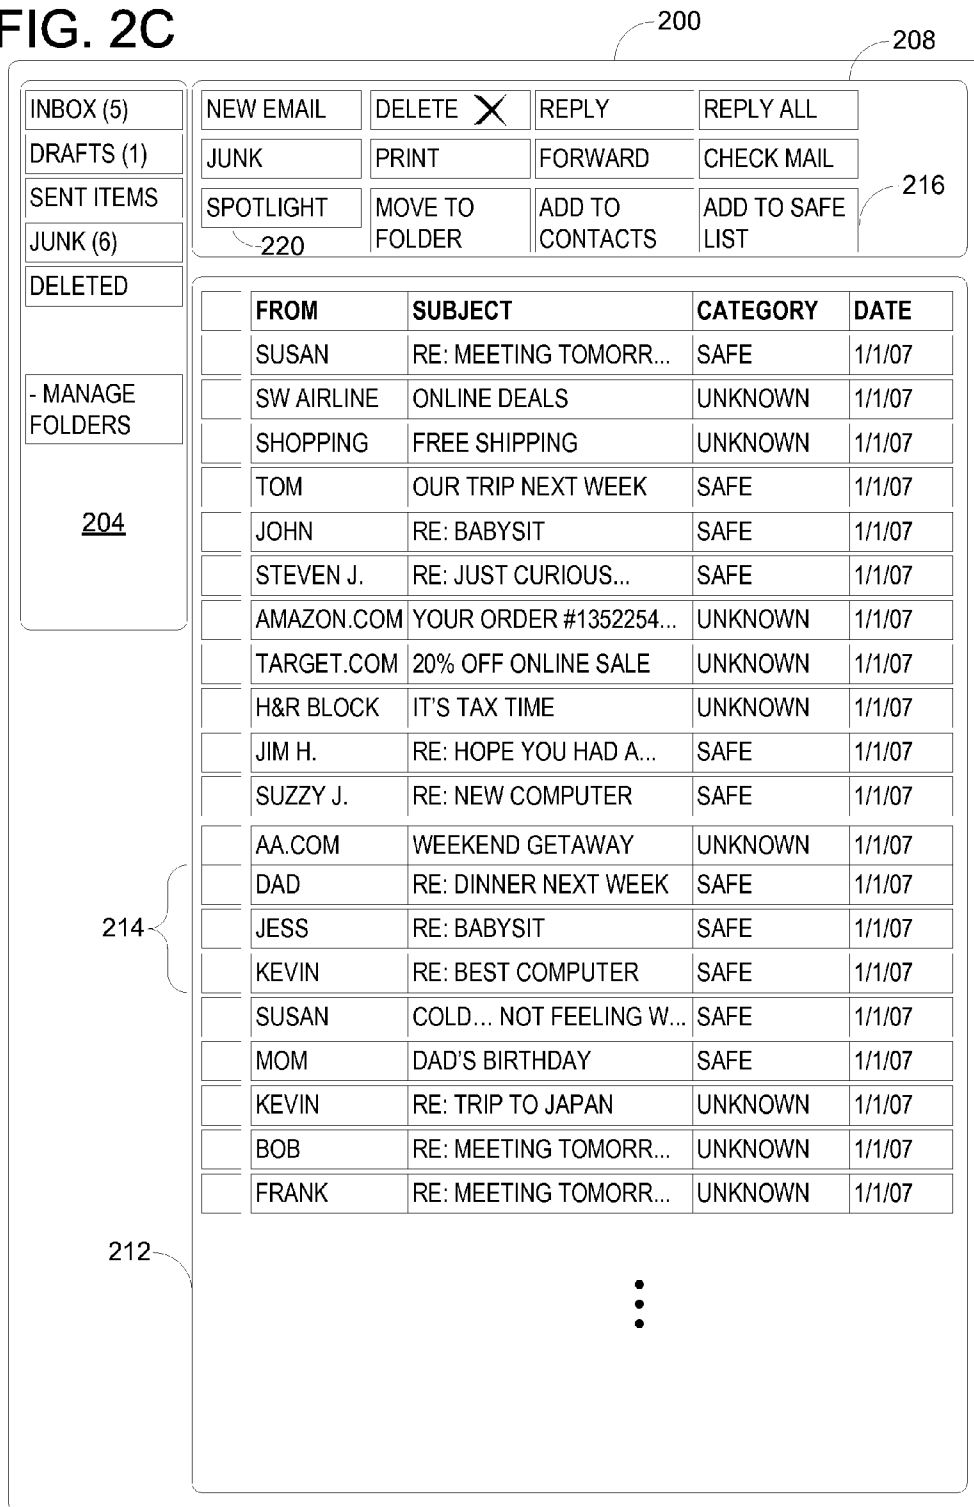 FIG. 2C
200
208
INBOX (5)
DRAFTS (1)
SENT ITEMS
JUNK (6)
DELETED
- MANAGE
FOLDERS
204
NEW EMAIL DELETE X REPLY REPLY ALL
JUNK PRINT FORWARD CHECK MAIL
SPOTLIGHT MOVE TO ADD TO ADD TO SAFE
FOLDER CONTACTS LIST
216
220
FROM SUBJECT CATEGORY DATE
SUSAN RE: MEETING TOMORR... SAFE 1/1/07
SW AIRLINE ONLINE DEALS UNKNOWN 1/1/07
SHOPPING FREE SHIPPING UNKNOWN 1/1/07
TOM OUR TRIP NEXT WEEK SAFE 1/1/07
JOHN RE: BABYSIT SAFE 1/1/07
STEVEN J. RE: JUST CURIOUS... SAFE 1/1/07
AMAZON.COM YOUR ORDER #1352254... UNKNOWN 1/1/07
TARGET.COM 20% OFF ONLINE SALE UNKNOWN 1/1/07
H&R BLOCK IT'S TAX TIME UNKNOWN 1/1/07
JIM H. RE: HOPE YOU HAD A... SAFE 1/1/07
SUZZY J. RE: NEW COMPUTER SAFE 1/1/07
AA.COM WEEKEND GETAWAY UNKNOWN 1/1/07
DAD RE: DINNER NEXT WEEK SAFE 1/1/07
214 JESS RE: BABYSIT SAFE 1/1/07
KEVIN RE: BEST COMPUTER SAFE 1/1/07
SUSAN COLD... NOT FEELING W... SAFE 1/1/07
MOM DAD'S BIRTHDAY SAFE 1/1/07
KEVIN RE: TRIP TO JAPAN UNKNOWN 1/1/07
BOB RE: MEETING TOMORR... UNKNOWN 1/1/07
FRANK RE: MEETING TOMORR... UNKNOWN 1/1/07
212